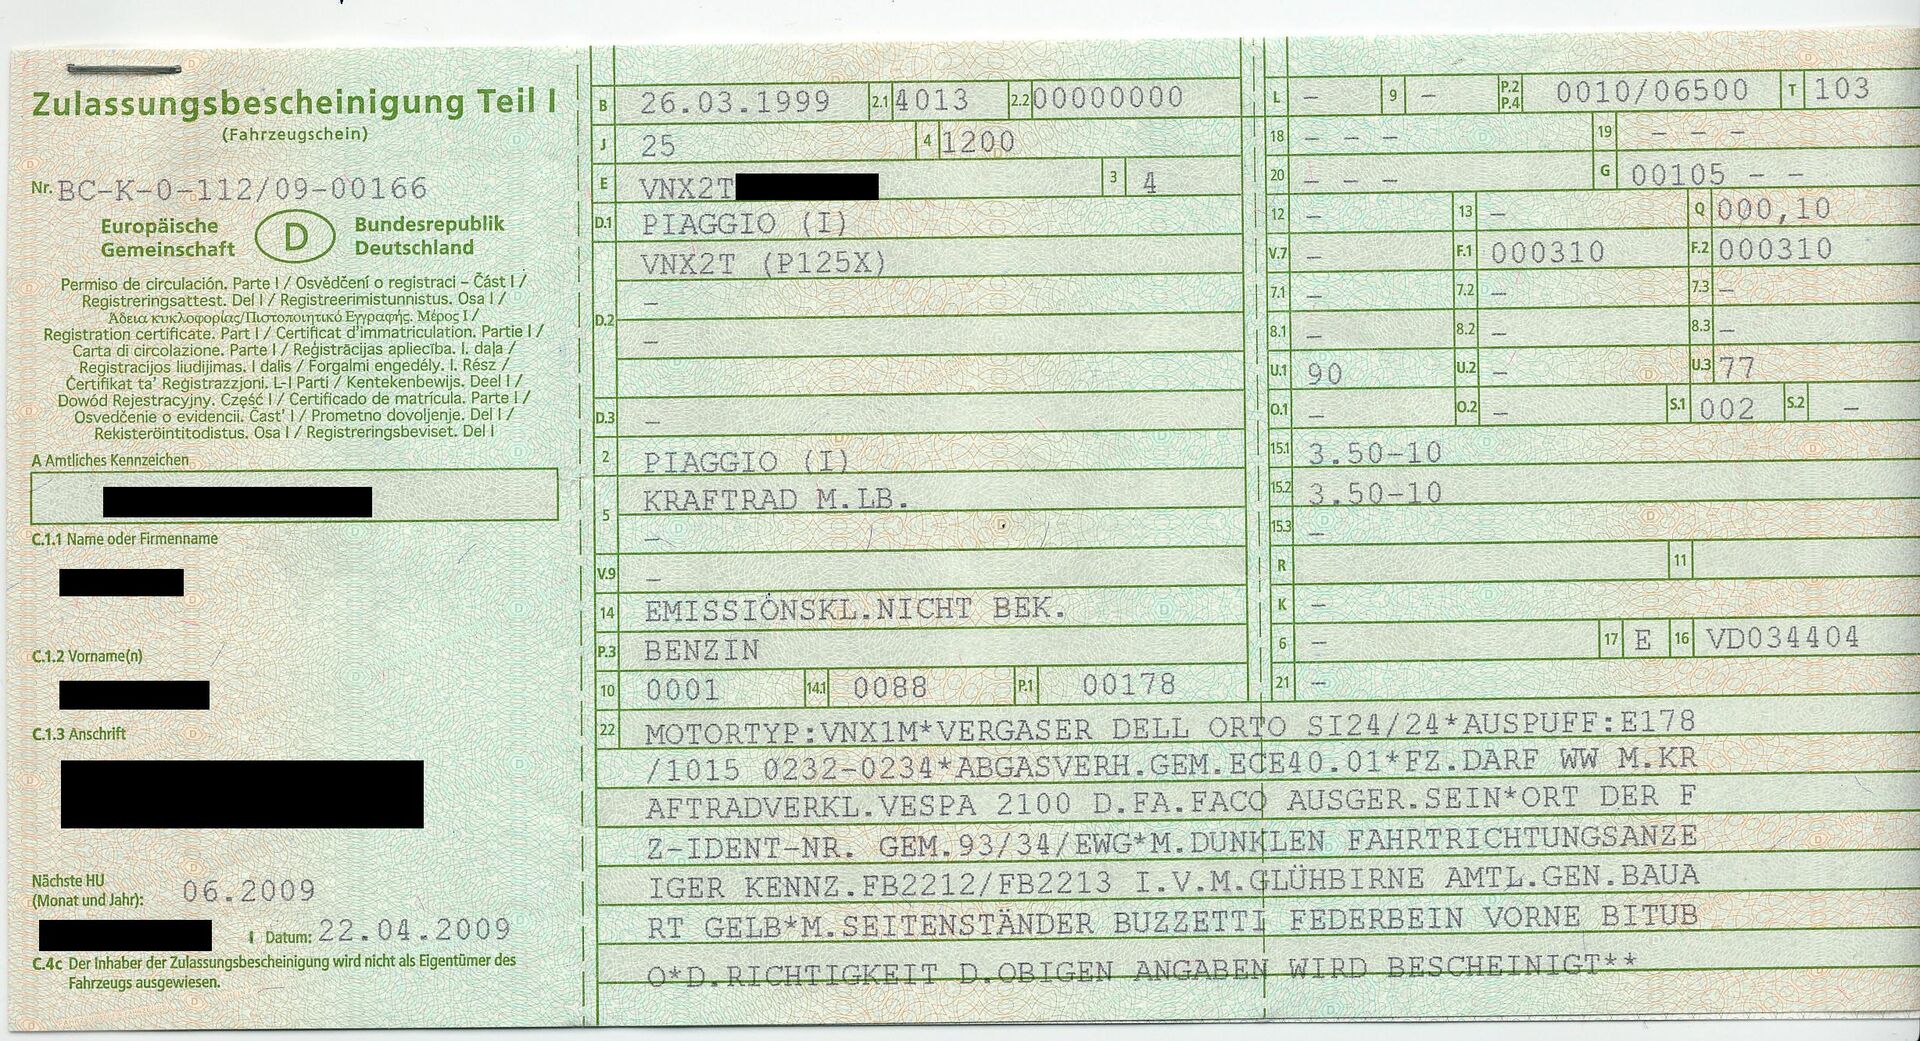 Zulassungsbescheinigung Teil I
(Fahrzeugschein)
Nr. BC-K-0-112/09-00166
Europäische Gemeinschaft
D
Bundesrepublik Deutschland
Permiso de circulación. Parte I / Osvědčení o registraci – Část I /
Registreringsattest. Del I / Registreerimistunnistus. Osa I /
Άδεια κυκλοφορίας/Πιστοποιητικό Εγγραφής. Μέρος I /
Registration certificate. Part I / Certificat d'immatriculation. Partie I /
Carta di circolazione. Parte I / Reģistrācijas apliecība. I. daļa /
Registracijos liudijimas. I dalis / Forgalmi engedély. I. Rész /
Ċertifikat ta' Reġistrazzjoni. L-I Parti / Kentekenbewijs. Deel I /
Dowód Rejestracyjny. Część I / Certificado de matrícula. Parte I /
Osvedčenie o evidencii. Časť I / Prometno dovoljenje. Del I /
Rekisteröintitodistus. Osa I / Registreringsbeviset. Del I
A Amtliches Kennzeichen
C.1.1 Name oder Firmenname
C.1.2 Vorname(n)
C.1.3 Anschrift
Nächste HU
(Monat und Jahr): 06.2009
I Datum: 22.04.2009
C.4c Der Inhaber der Zulassungsbescheinigung wird nicht als Eigentümer des
Fahrzeugs ausgewiesen.
B 26.03.1999 2.1 4013 2.2 00000000
J 25 4 1200
E VNX2T 3 4
D.1 PIAGGIO (I)
VNX2T (P125X)
–
D.2
–
D.3 –
2 PIAGGIO (I)
5 KRAFTRAD M.LB.
–
V.9 –
14 EMISSIONSKL.NICHT BEK.
P.3 BENZIN
10 0001 14.1 0088 P.1 00178
L – 9 – P.2 P.4 0010/06500 T 103
18 – – – 19 – – –
20 – – – G 00105 – –
12 – 13 – Q 000,10
V.7 – F.1 000310 F.2 000310
7.1 – 7.2 – 7.3 –
8.1 – 8.2 – 8.3 –
U.1 90 U.2 – U.3 77
O.1 – O.2 – S.1 002 S.2 –
15.1 3.50-10
15.2 3.50-10
15.3 –
R 11
K –
6 – 17 E 16 VD034404
21 –
22 MOTORTYP:VNX1M*VERGASER DELL ORTO SI24/24*AUSPUFF:E178
/1015 0232-0234*ABGASVERH.GEM.ECE40.01*FZ.DARF WW M.KR
AFTRADVERKL.VESPA 2100 D.FA.FACO AUSGER.SEIN*ORT DER F
Z-IDENT-NR. GEM.93/34/EWG*M.DUNKLEN FAHRTRICHTUNGSANZE
IGER KENNZ.FB2212/FB2213 I.V.M.GLÜHBIRNE AMTL.GEN.BAUA
RT GELB*M.SEITENSTÄNDER BUZZETTI FEDERBEIN VORNE BITUB
O*D.RICHTIGKEIT D.OBIGEN ANGABEN WIRD BESCHEINIGT**